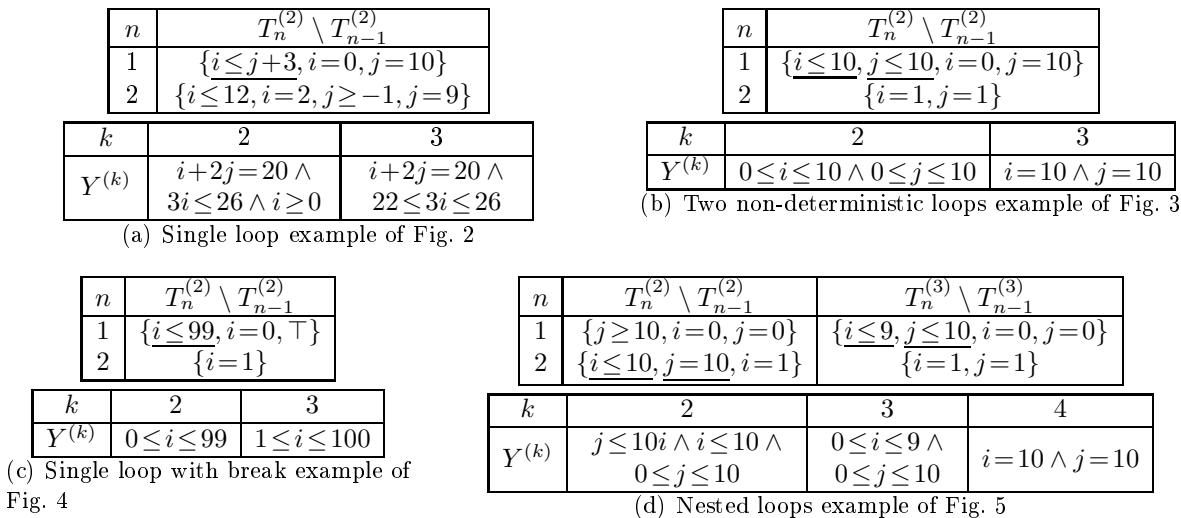 n T_n^{(2)} \ T_{n-1}^{(2)}
1 {i≤j+3, i=0, j=10}
2 {i≤12, i=2, j≥−1, j=9}
k 2 3
Y^{(k)} i+2j=20 ∧ 3i≤26 ∧ i≥0 i+2j=20 ∧ 22≤3i≤26
(a) Single loop example of Fig. 2
n T_n^{(2)} \ T_{n-1}^{(2)}
1 {i≤10, j≤10, i=0, j=10}
2 {i=1, j=1}
k 2 3
Y^{(k)} 0≤i≤10 ∧ 0≤j≤10 i=10 ∧ j=10
(b) Two non-deterministic loops example of Fig. 3
n T_n^{(2)} \ T_{n-1}^{(2)}
1 {i≤99, i=0, ⊤}
2 {i=1}
k 2 3
Y^{(k)} 0≤i≤99 1≤i≤100
(c) Single loop with break example of
Fig. 4
n T_n^{(2)} \ T_{n-1}^{(2)} T_n^{(3)} \ T_{n-1}^{(3)}
1 {j≥10, i=0, j=0} {i≤9, j≤10, i=0, j=0}
2 {i≤10, j=10, i=1} {i=1, j=1}
k 2 3 4
Y^{(k)} j≤10i ∧ i≤10 ∧ 0≤j≤10 0≤i≤9 ∧ 0≤j≤10 i=10 ∧ j=10
(d) Nested loops example of Fig. 5